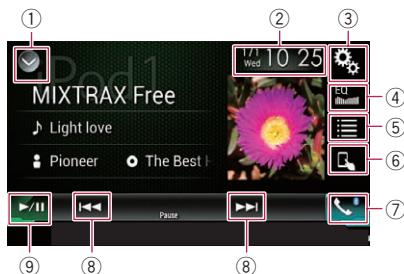 ① ② ③
iPod1
1/1 Wed 10 25
MIXTRAX Free
EQ
④
Light love
⑤
Pioneer The Best H
⑥
Pause
⑦
⑨ ⑧ ⑧